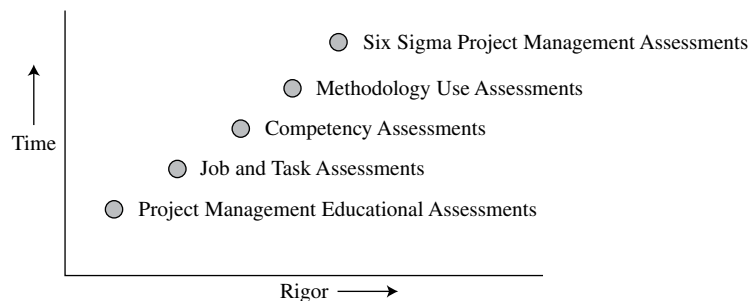 Six Sigma Project Management Assessments
Methodology Use Assessments
Time
Competency Assessments
Job and Task Assessments
Project Management Educational Assessments
Rigor